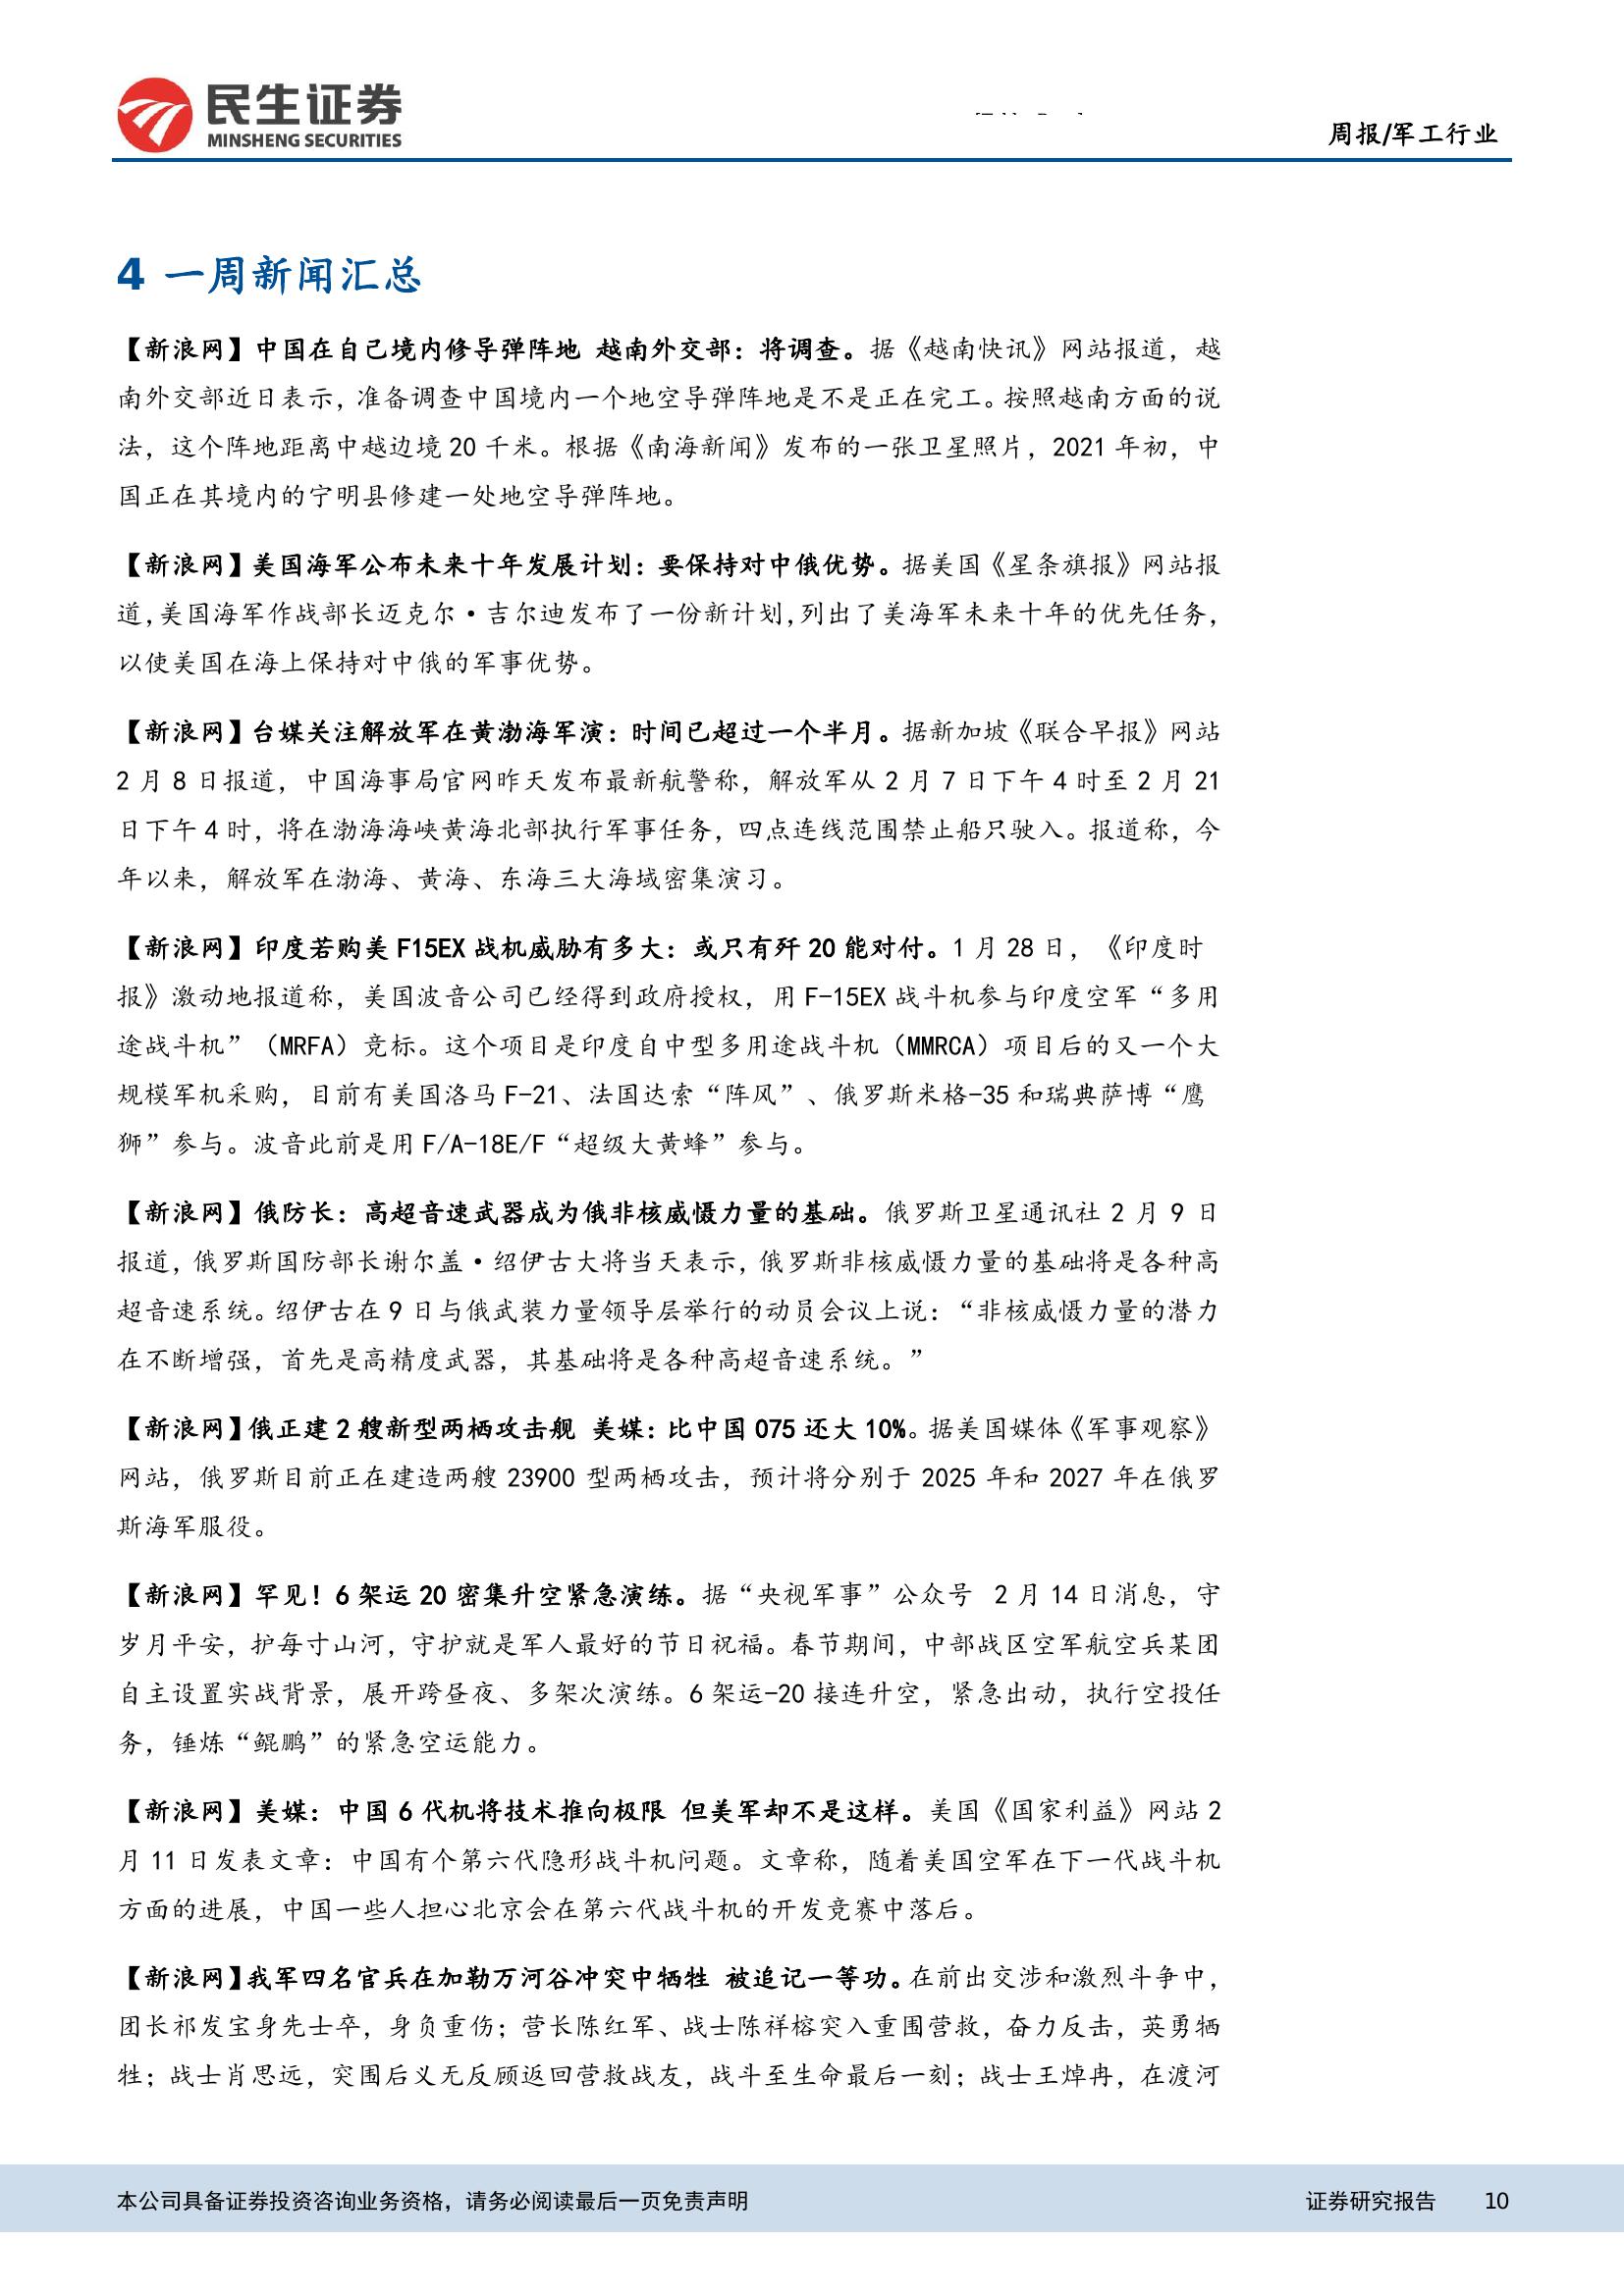 民生证券
MINSHENG SECURITIES
周报/军工行业
4 一周新闻汇总
【新浪网】中国在自己境内修导弹阵地 越南外交部：将调查。据《越南快讯》网站报道，越
南外交部近日表示，准备调查中国境内一个地空导弹阵地是不是正在完工。按照越南方面的说
法，这个阵地距离中越边境 20 千米。根据《南海新闻》发布的一张卫星照片，2021 年初，中
国正在其境内的宁明县修建一处地空导弹阵地。
【新浪网】美国海军公布未来十年发展计划：要保持对中俄优势。据美国《星条旗报》网站报
道，美国海军作战部长迈克尔·吉尔迪发布了一份新计划，列出了美海军未来十年的优先任务，
以使美国在海上保持对中俄的军事优势。
【新浪网】台媒关注解放军在黄渤海军演：时间已超过一个半月。据新加坡《联合早报》网站
2 月 8 日报道，中国海事局官网昨天发布最新航警称，解放军从 2 月 7 日下午 4 时至 2 月 21
日下午 4 时，将在渤海海峡黄海北部执行军事任务，四点连线范围禁止船只驶入。报道称，今
年以来，解放军在渤海、黄海、东海三大海域密集演习。
【新浪网】印度若购美 F15EX 战机威胁有多大：或只有歼 20 能对付。1 月 28 日，《印度时
报》激动地报道称，美国波音公司已经得到政府授权，用 F-15EX 战斗机参与印度空军“多用
途战斗机”（MRFA）竞标。这个项目是印度自中型多用途战斗机（MMRCA）项目后的又一个大
规模军机采购，目前有美国洛马 F-21、法国达索“阵风”、俄罗斯米格-35 和瑞典萨博“鹰
狮”参与。波音此前是用 F/A-18E/F“超级大黄蜂”参与。
【新浪网】俄防长：高超音速武器成为俄非核威慑力量的基础。俄罗斯卫星通讯社 2 月 9 日
报道，俄罗斯国防部长谢尔盖·绍伊古大将当天表示，俄罗斯非核威慑力量的基础将是各种高
超音速系统。绍伊古在 9 日与俄武装力量领导层举行的动员会议上说：“非核威慑力量的潜力
在不断增强，首先是高精度武器，其基础将是各种高超音速系统。”
【新浪网】俄正建 2 艘新型两栖攻击舰 美媒：比中国 075 还大 10%。据美国媒体《军事观察》
网站，俄罗斯目前正在建造两艘 23900 型两栖攻击，预计将分别于 2025 年和 2027 年在俄罗
斯海军服役。
【新浪网】罕见！6 架运 20 密集升空紧急演练。据“央视军事”公众号 2 月 14 日消息，守
岁月平安，护每寸山河，守护就是军人最好的节日祝福。春节期间，中部战区空军航空兵某团
自主设置实战背景，展开跨昼夜、多架次演练。6 架运-20 接连升空，紧急出动，执行空投任
务，锤炼“鲲鹏”的紧急空运能力。
【新浪网】美媒：中国 6 代机将技术推向极限 但美军却不是这样。美国《国家利益》网站 2
月 11 日发表文章：中国有个第六代隐形战斗机问题。文章称，随着美国空军在下一代战斗机
方面的进展，中国一些人担心北京会在第六代战斗机的开发竞赛中落后。
【新浪网】我军四名官兵在加勒万河谷冲突中牺牲 被追记一等功。在前出交涉和激烈斗争中，
团长祁发宝身先士卒，身负重伤；营长陈红军、战士陈祥榕突入重围营救，奋力反击，英勇牺
牲；战士肖思远，突围后义无反顾返回营救战友，战斗至生命最后一刻；战士王焯冉，在渡河
本公司具备证券投资咨询业务资格，请务必阅读最后一页免责声明
证券研究报告 10